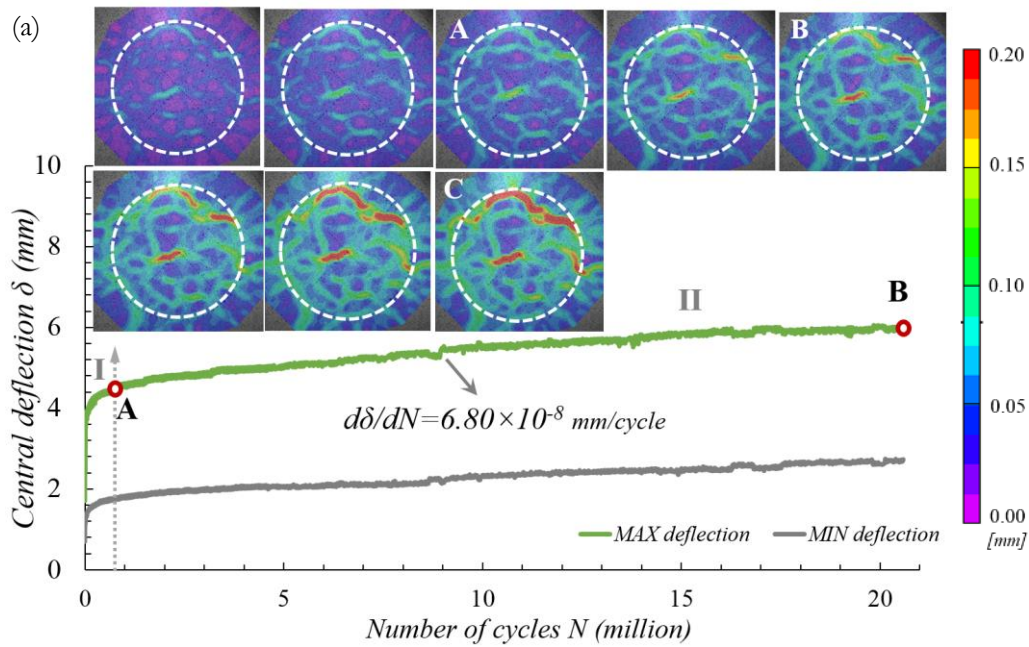 (a)
A
B
C
0.20
0.15
0.10
0.05
0.00
[mm]
Central deflection δ (mm)
10
8
6
4
2
0
I
A
II
B
dδ/dN=6.80×10-8 mm/cycle
MAX deflection
MIN deflection
0
5
10
15
20
Number of cycles N (million)